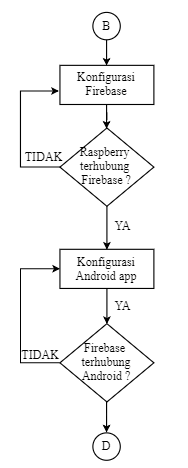 B
Konfigurasi
Firebase
Raspberry
terhubung
Firebase ?
TIDAK
YA
Konfigurasi
Android app
YA
Firebase
terhubung
Android ?
TIDAK
D